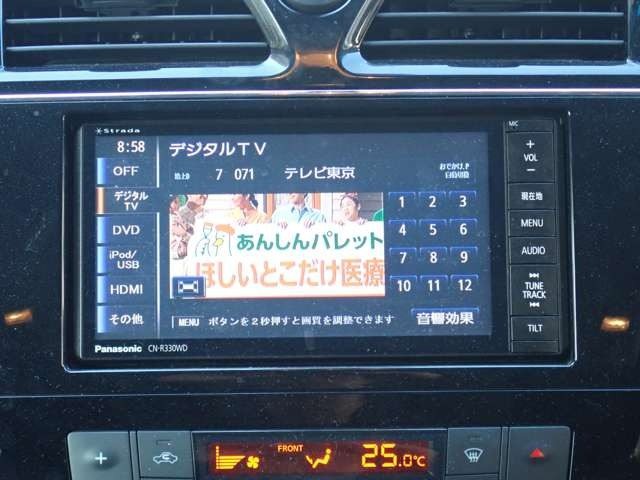 Strada
MIC
8:58
デジタルTV
OFF
地上D 7 071 テレビ東京
おでかけ.P
自動切換
デジタル
TV
DVD
iPod/
USB
HDMI
その他
あんしんパレット
ほしいとこだけ医療
1 2 3
4 5 6
7 8 9
10 11 12
MENU ボタンを2秒押すと画質を調整できます
音響効果
+
VOL
-
現在地
MENU
AUDIO
TUNE
TRACK
TILT
Panasonic CN-R330WD
+
FRONT
25.0℃